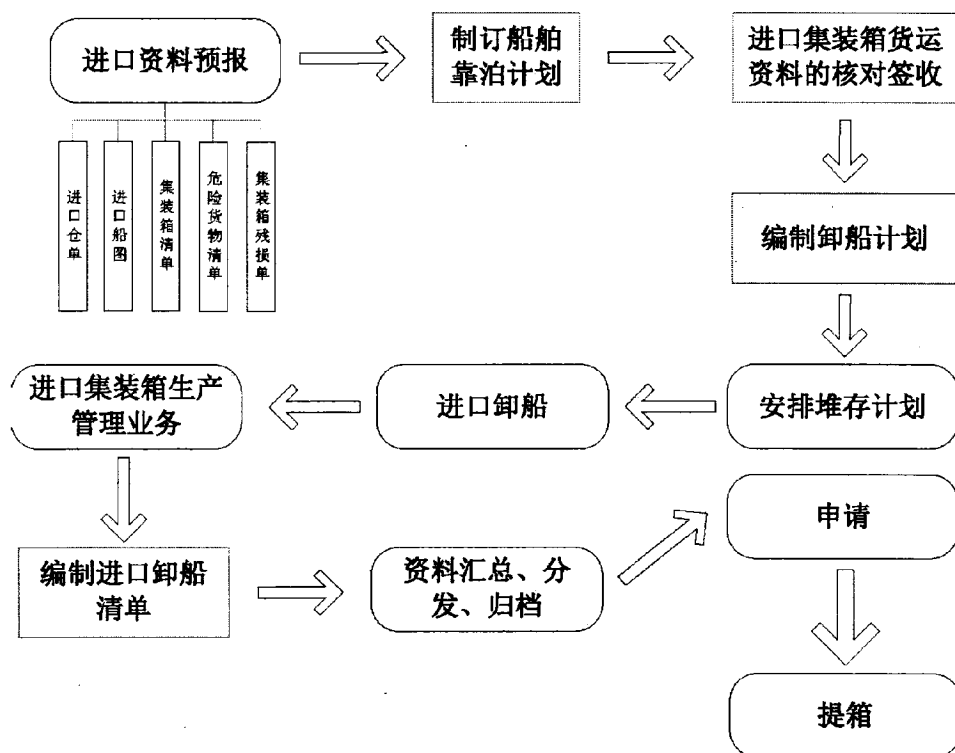 进口资料预报
制订船舶
靠泊计划
进口集装箱货运
资料的核对签收
进口仓单
进口船图
集装箱清单
危险货物清单
集装箱残损单
编制卸船计划
进口集装箱生产
管理业务
进口卸船
安排堆存计划
申请
编制进口卸船
清单
资料汇总、分
发、归档
提箱